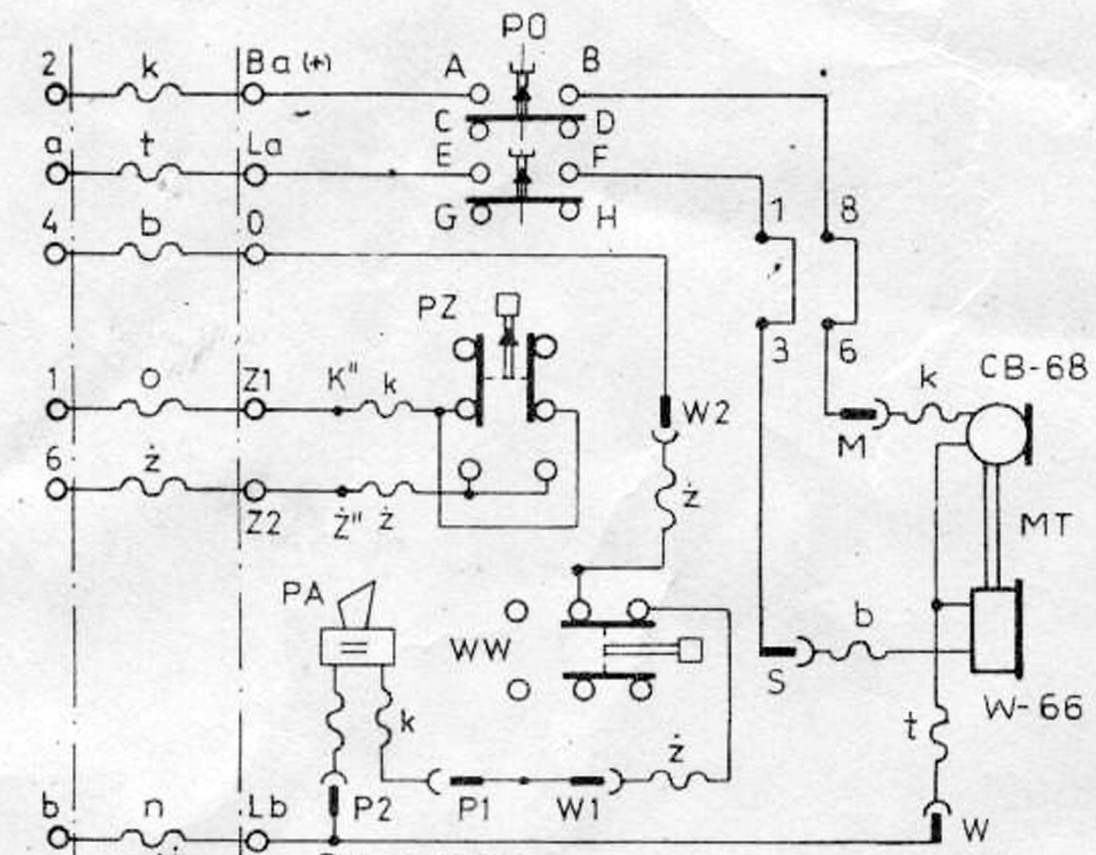 PO
2 k Ba (+) A B
C D
a t La E F
G H
4 b 0 1 8
PZ
3 6
1 o Z1 K" k W2 k CB-68
M
6 ż Z2 Ż" ż ż MT
PA
WW b
S
W-66
k t
ż
P2 P1 W1
b n Lb W